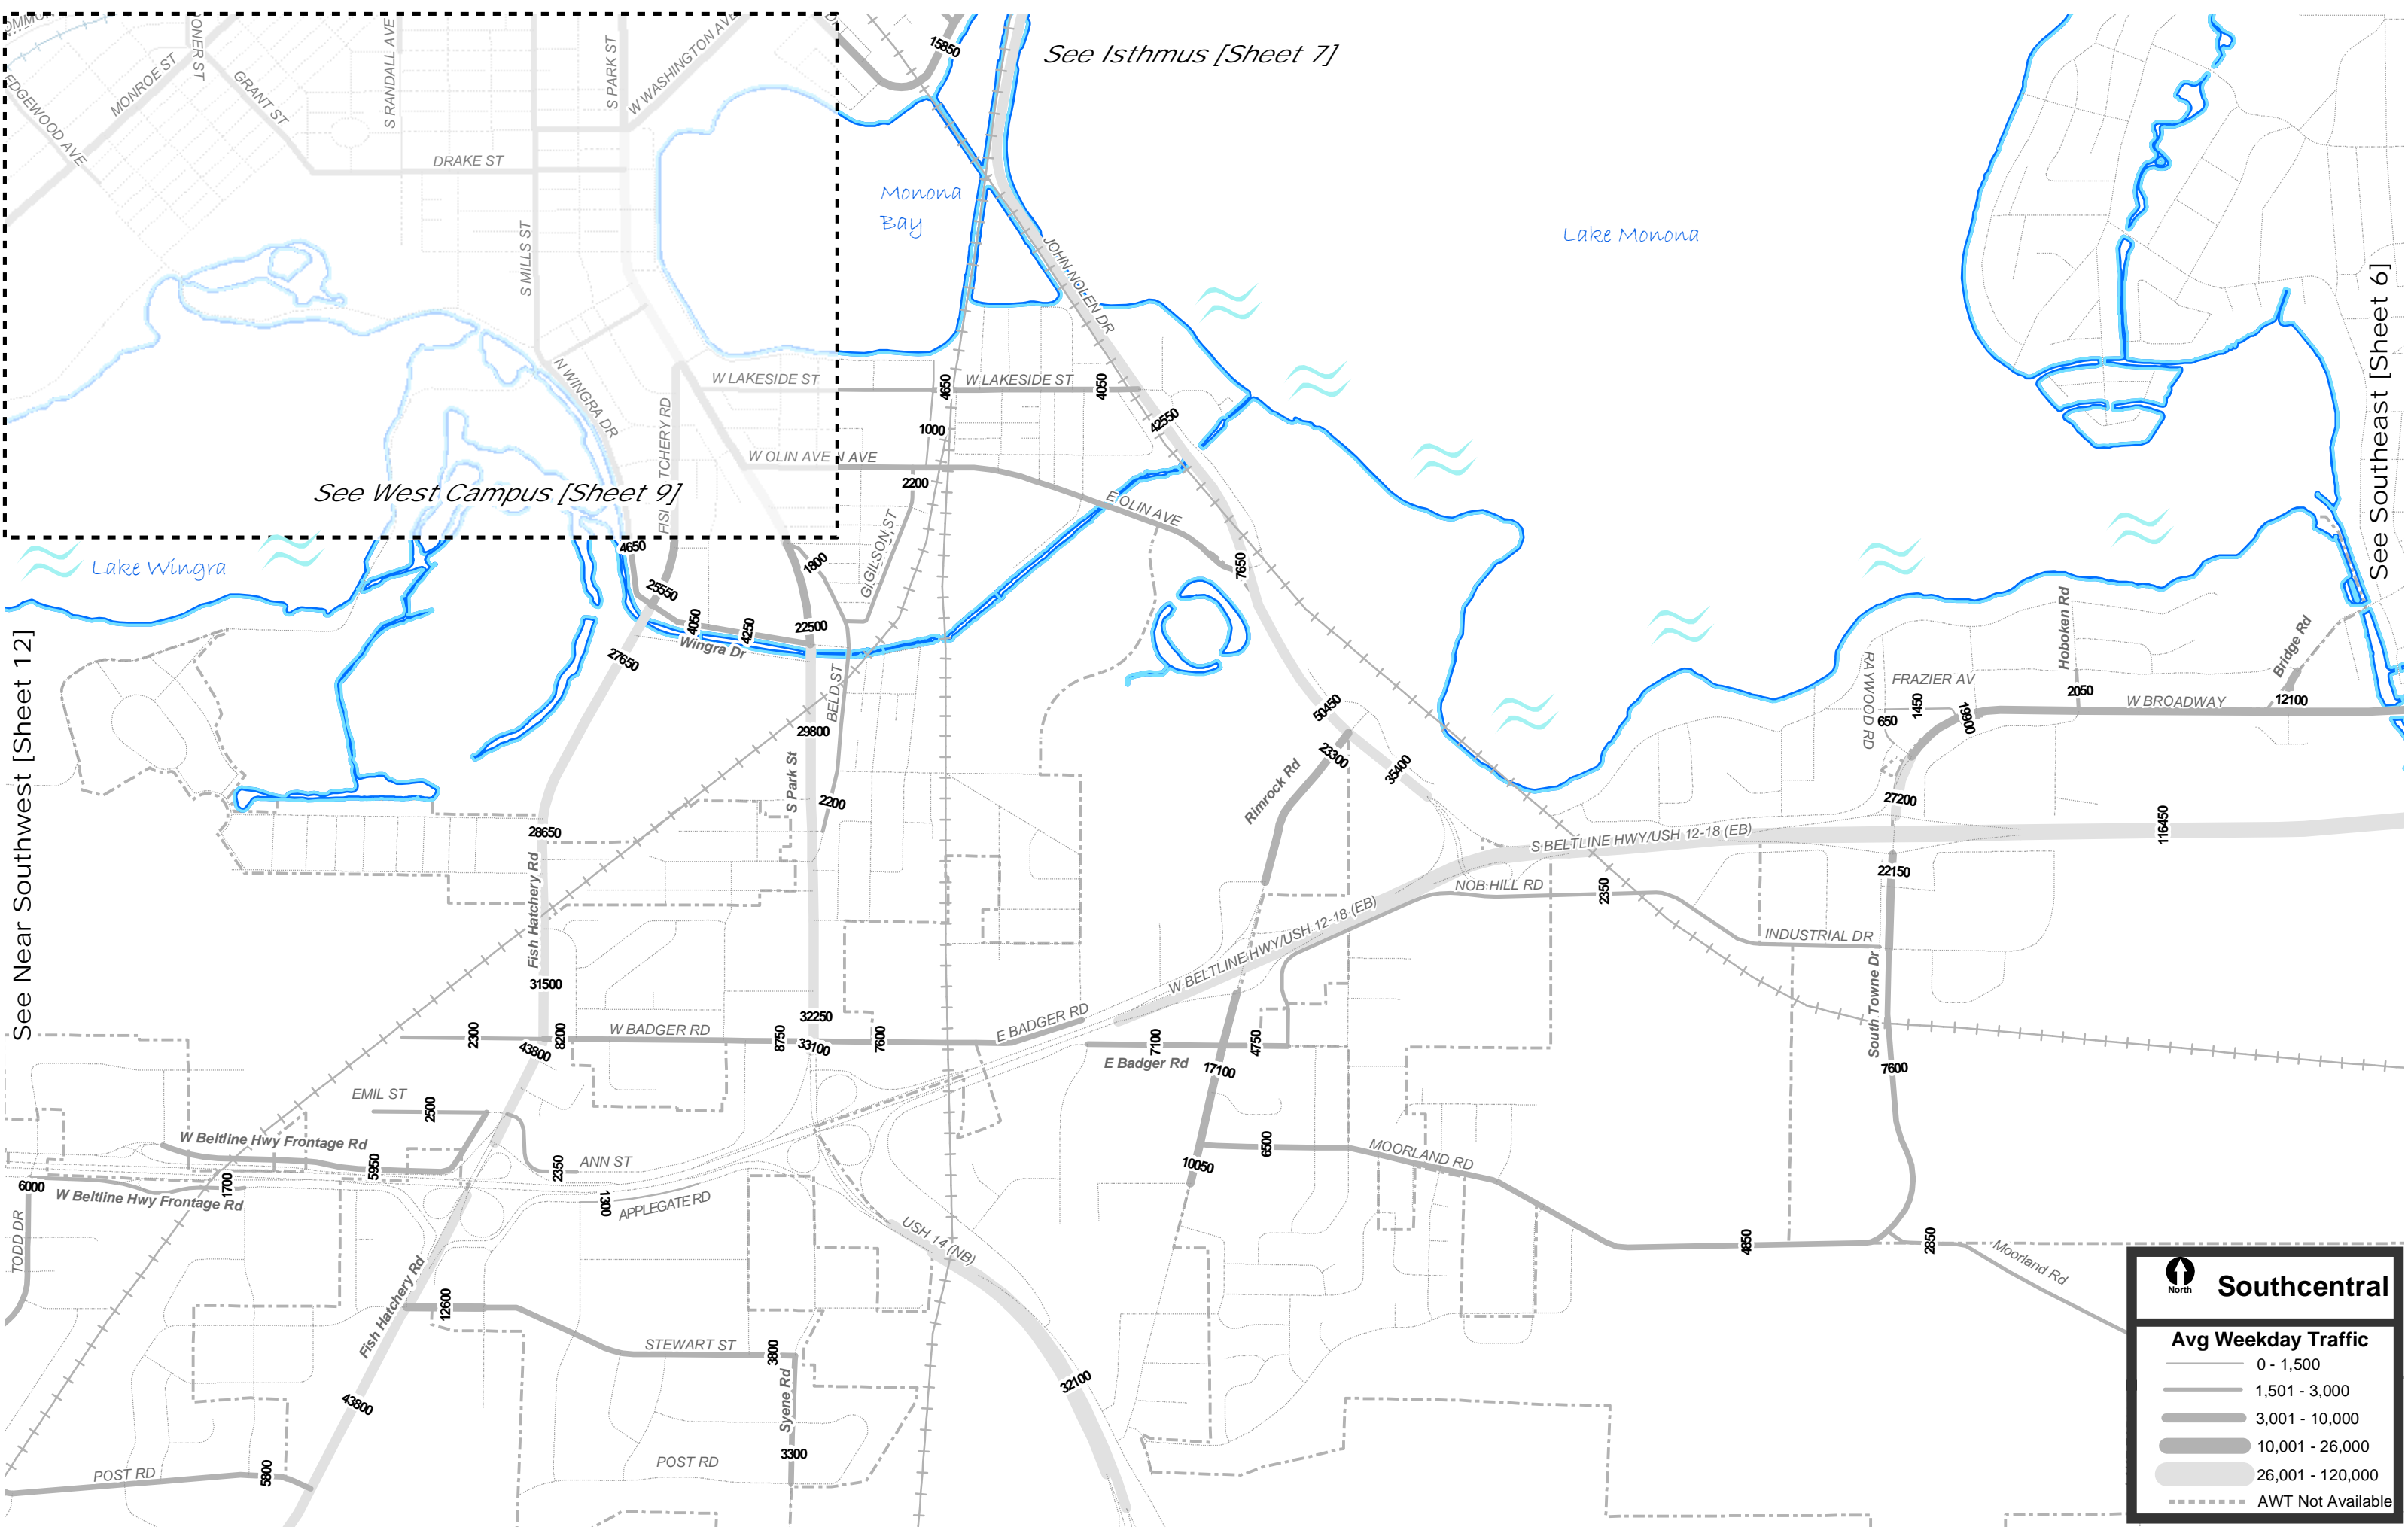 See Isthmus [Sheet 7]
15850
ONER ST
MONROE ST
GRANT ST
EDGEWOOD AVE
S RANDALL AVE
S PARK ST
W WASHINGTON AVE
DRAKE ST
S MILLS ST
Monona
Bay
Lake Monona
JOHN NOLEN DR
See Southeast [Sheet 6]
N WINGRA DR
W LAKESIDE ST
W LAKESIDE ST
4650
4050
42550
1000
TCHERY RD
FISI
W OLIN AVE
N AVE
2200
E OLIN AVE
See West Campus [Sheet 9]
GILSON ST
Lake Wingra
4650
1800
7650
25550
4050
4250
22500
Wingra Dr
27650
See Near Southwest [Sheet 12]
BELD ST
29800
S Park St
2200
28650
Fish Hatchery Rd
31500
50450
23300
35400
Rimrock Rd
Hoboken Rd
Bridge Rd
RAYWOOD RD
FRAZIER AV
2050
1450
650
19900
W BROADWAY
12100
27200
S BELTLINE HWY/USH 12-18 (EB)
116450
22150
NOB HILL RD
2350
INDUSTRIAL DR
South Towne Dr
7600
W BELTLINE HWY/USH 12-18 (EB)
2300
8200
43800
W BADGER RD
8750
32250
33100
7600
E BADGER RD
7100
E Badger Rd
4750
17100
EMIL ST
2500
W Beltline Hwy Frontage Rd
5950
2350
ANN ST
6000
W Beltline Hwy Frontage Rd
1700
1300
APPLEGATE RD
TODD DR
6500
MOORLAND RD
10050
USH 14 (NB)
4850
2850
Moorland Rd
Fish Hatchery Rd
12600
STEWART ST
3800
Syene Rd
43800
32100
3300
POST RD
5800
POST RD
North
Southcentral
Avg Weekday Traffic
0 - 1,500
1,501 - 3,000
3,001 - 10,000
10,001 - 26,000
26,001 - 120,000
AWT Not Available